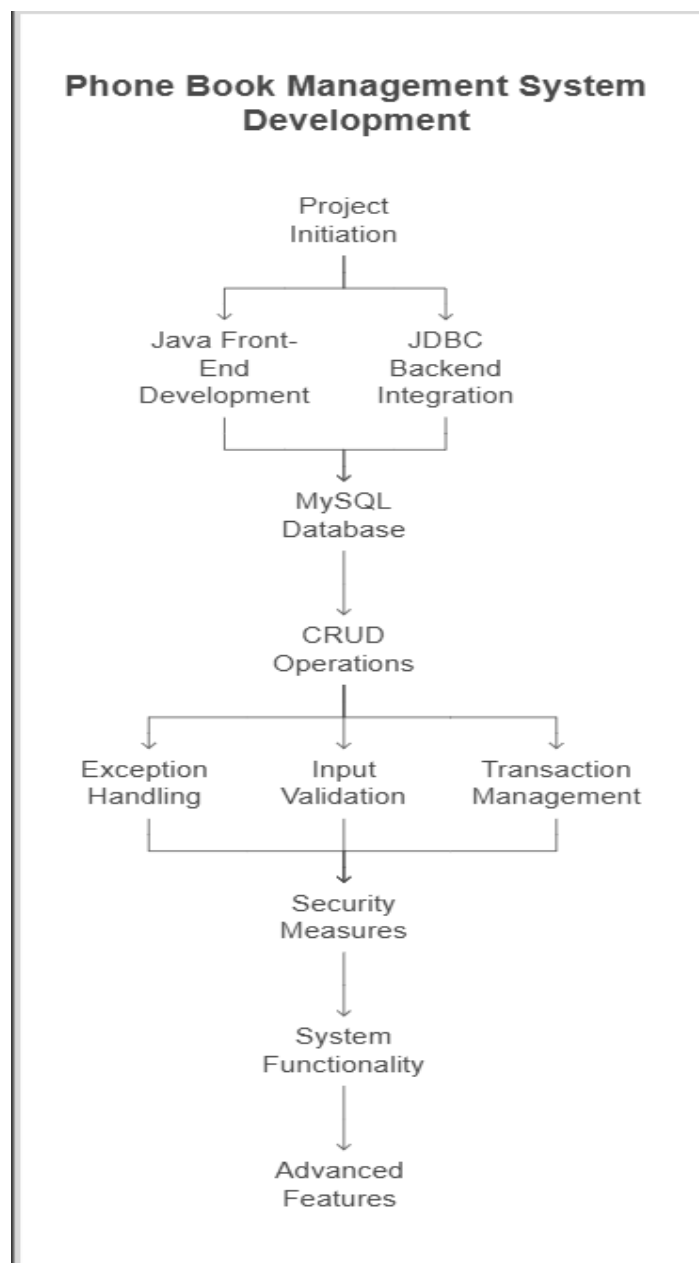 Phone Book Management System
Development
Project
Initiation
Java Front-
End
Development
JDBC
Backend
Integration
MySQL
Database
CRUD
Operations
Exception
Handling
Input
Validation
Transaction
Management
Security
Measures
System
Functionality
Advanced
Features